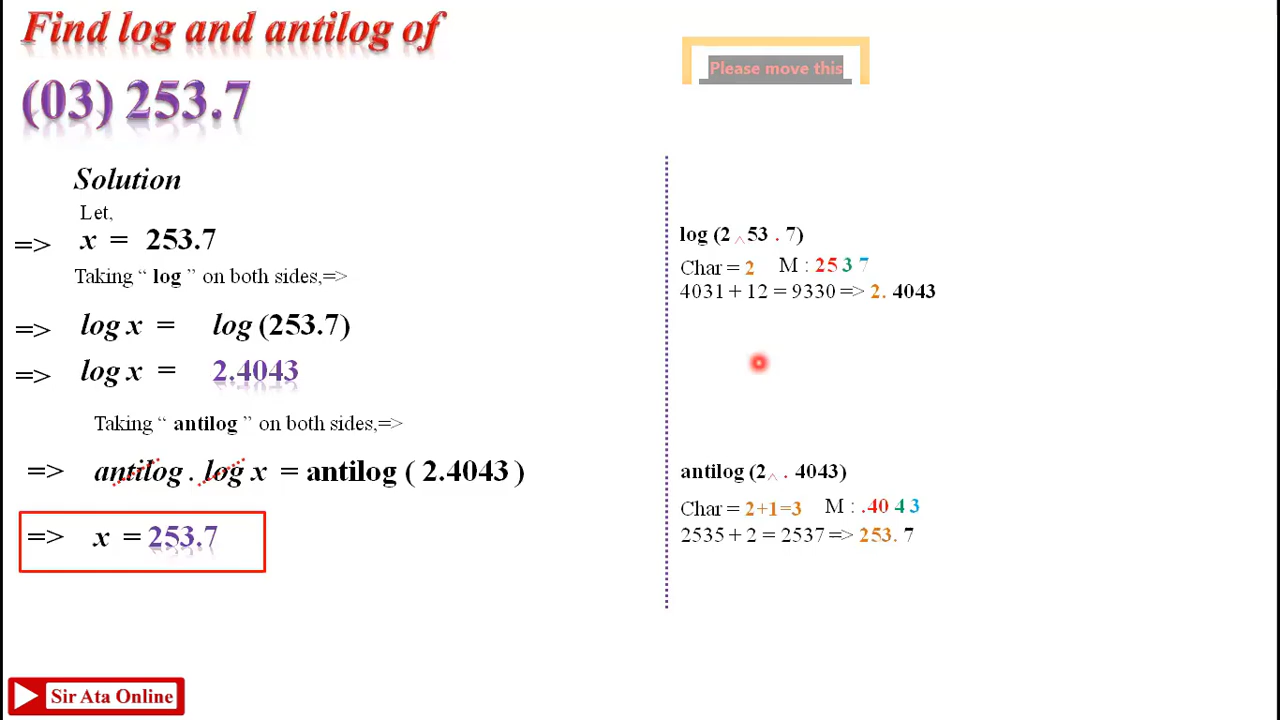 Find log and antilog of
(03) 253.7
Please move this
Solution
Let,
=> x = 253.7
Taking “ log ” on both sides,=>
=> log x = log (253.7)
=> log x = 2.4043
Taking “ antilog ” on both sides,=>
=> antilog . log x = antilog ( 2.4043 )
=> x = 253.7
log (2 ^ 53 . 7)
Char = 2 M : 25 3 7
4031 + 12 = 9330 => 2. 4043
antilog (2 ^ . 4043)
Char = 2+1=3 M : .40 4 3
2535 + 2 = 2537 => 253. 7
Sir Ata Online